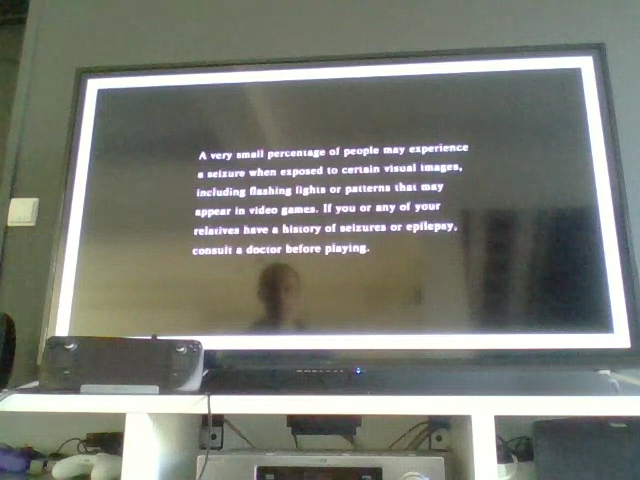 A very small percentage of people may experience
a seizure when exposed to certain visual images,
including flashing lights or patterns that may
appear in video games. If you or any of your
relatives have a history of seizures or epilepsy,
consult a doctor before playing.